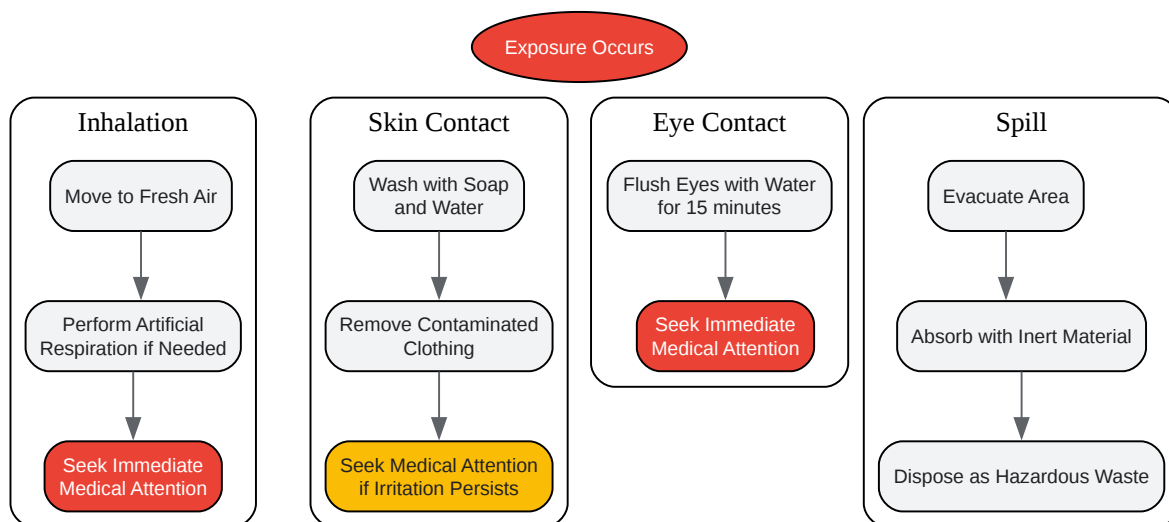 Exposure Occurs
Inhalation
Move to Fresh Air
Perform Artificial
Respiration if Needed
Seek Immediate
Medical Attention
Skin Contact
Wash with Soap
and Water
Remove Contaminated
Clothing
Seek Medical Attention
if Irritation Persists
Eye Contact
Flush Eyes with Water
for 15 minutes
Seek Immediate
Medical Attention
Spill
Evacuate Area
Absorb with Inert Material
Dispose as Hazardous Waste